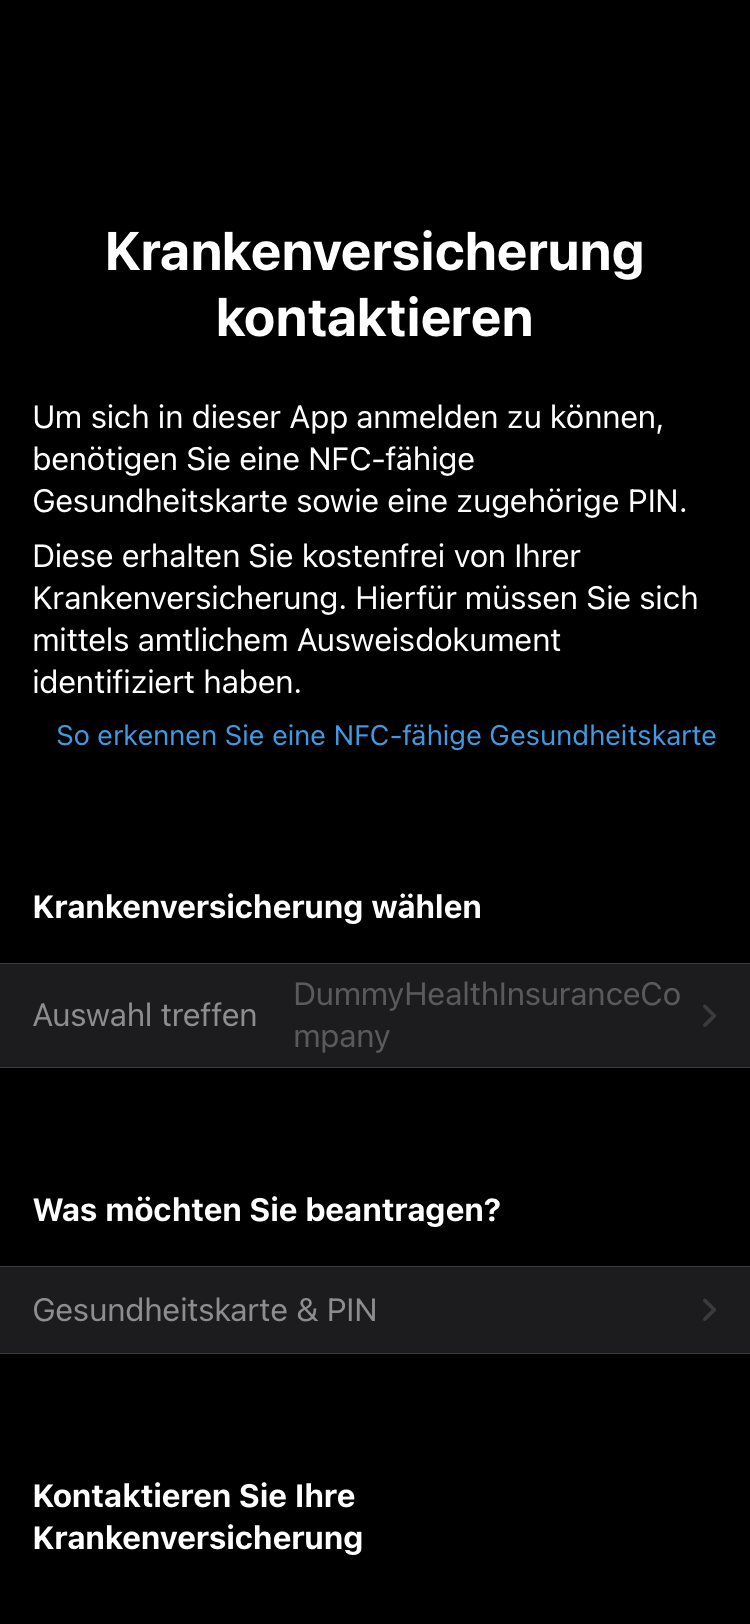 Krankenversicherung
kontaktieren
Um sich in dieser App anmelden zu können,
benötigen Sie eine NFC-fähige
Gesundheitskarte sowie eine zugehörige PIN.
Diese erhalten Sie kostenfrei von Ihrer
Krankenversicherung. Hierfür müssen Sie sich
mittels amtlichem Ausweisdokument
identifiziert haben.
So erkennen Sie eine NFC-fähige Gesundheitskarte
Krankenversicherung wählen
Auswahl treffen
DummyHealthInsuranceCo
mpany
Was möchten Sie beantragen?
Gesundheitskarte & PIN
Kontaktieren Sie Ihre
Krankenversicherung